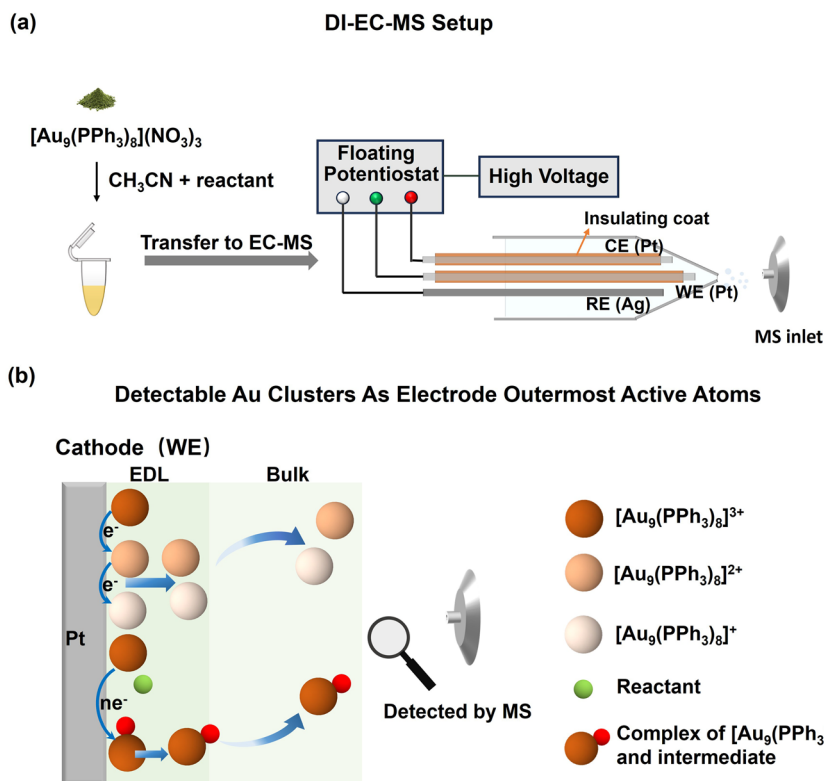 (a)
DI-EC-MS Setup
[Au₉(PPh₃)₈](NO₃)₃
CH₃CN + reactant
Transfer to EC-MS
Floating
Potentiostat
High Voltage
Insulating coat
CE (Pt)
WE (Pt)
RE (Ag)
MS inlet
(b)
Detectable Au Clusters As Electrode Outermost Active Atoms
Cathode (WE)
EDL
Bulk
e⁻
e⁻
Pt
ne⁻
Detected by MS
[Au₉(PPh₃)₈]³⁺
[Au₉(PPh₃)₈]²⁺
[Au₉(PPh₃)₈]⁺
Reactant
Complex of [Au₉(PPh₃
and intermediate